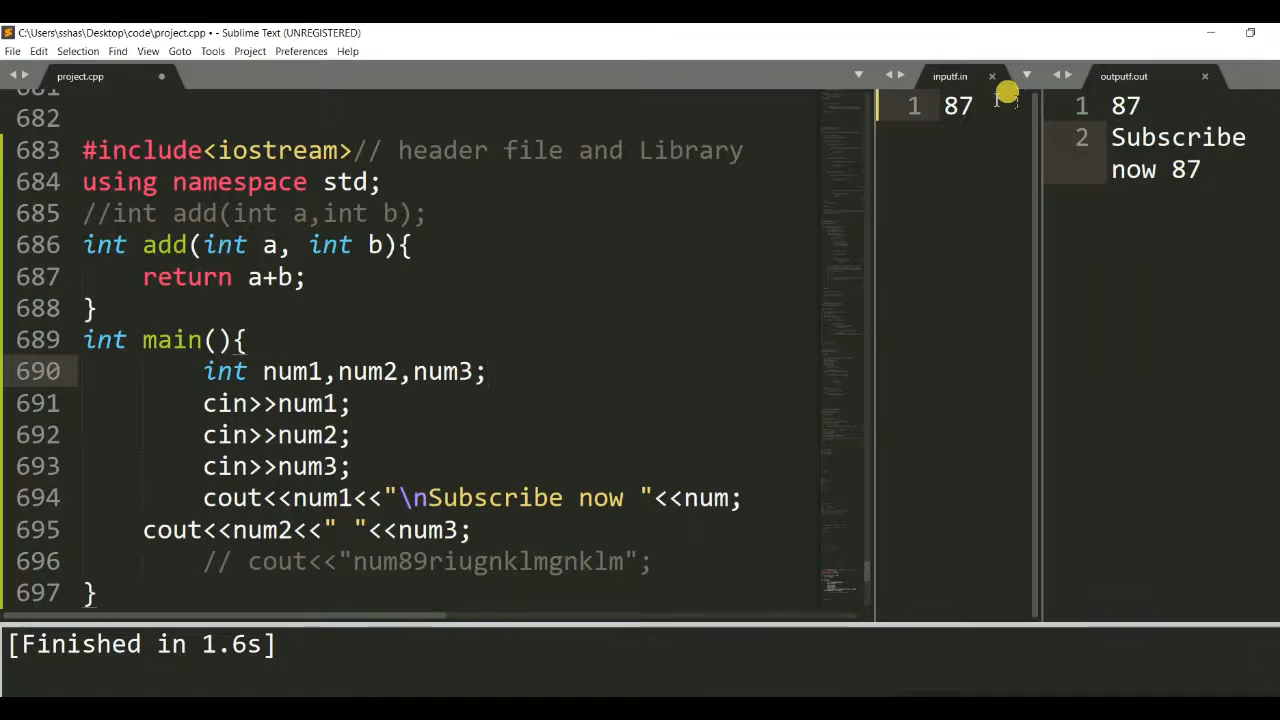 C:\Users\sshas\Desktop\code\project.cpp • - Sublime Text (UNREGISTERED)
File Edit Selection Find View Goto Tools Project Preferences Help
project.cpp
681
682
683 #include<iostream>// header file and Library
684 using namespace std;
685 //int add(int a,int b);
686 int add(int a, int b){
687 return a+b;
688 }
689 int main(){
690 int num1,num2,num3;
691 cin>>num1;
692 cin>>num2;
693 cin>>num3;
694 cout<<num1<<"\nSubscribe now "<<num;
695 cout<<num2<<" "<<num3;
696 // cout<<"num89riugnklmgnklm";
697 }
inputf.in
1 87
outputf.out
1 87
2 Subscribe
now 87
[Finished in 1.6s]